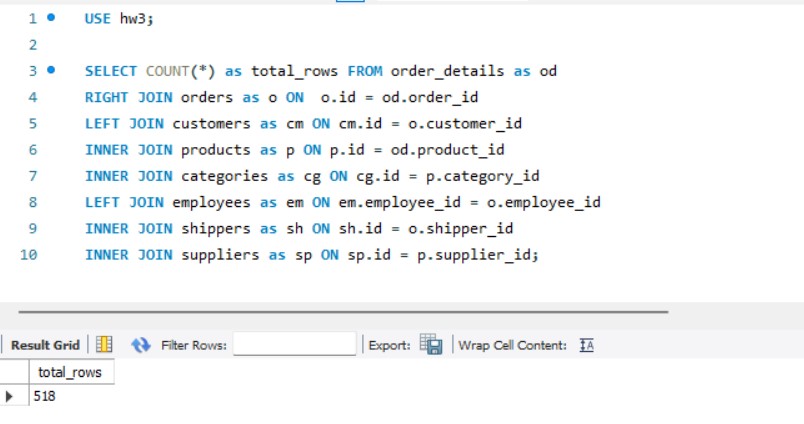 1 USE hw3;
2
3 SELECT COUNT(*) as total_rows FROM order_details as od
4 RIGHT JOIN orders as o ON  o.id = od.order_id
5 LEFT JOIN customers as cm ON cm.id = o.customer_id
6 INNER JOIN products as p ON p.id = od.product_id
7 INNER JOIN categories as cg ON cg.id = p.category_id
8 LEFT JOIN employees as em ON em.employee_id = o.employee_id
9 INNER JOIN shippers as sh ON sh.id = o.shipper_id
10 INNER JOIN suppliers as sp ON sp.id = p.supplier_id;
Result Grid Filter Rows: Export: Wrap Cell Content: IA
total_rows
518